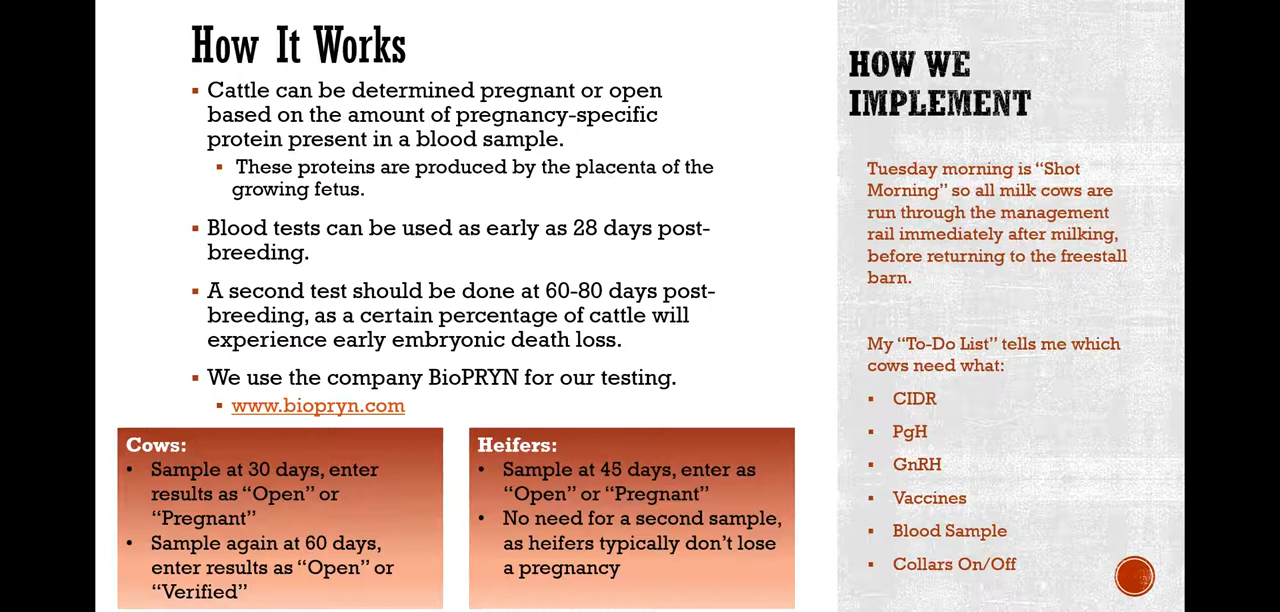 How It Works
▪ Cattle can be determined pregnant or open
based on the amount of pregnancy-specific
protein present in a blood sample.
▪ These proteins are produced by the placenta of the
growing fetus.
▪ Blood tests can be used as early as 28 days post-
breeding.
▪ A second test should be done at 60-80 days post-
breeding, as a certain percentage of cattle will
experience early embryonic death loss.
▪ We use the company BioPRYN for our testing.
▪ www.biopryn.com
Cows:
• Sample at 30 days, enter
results as “Open” or
“Pregnant”
• Sample again at 60 days,
enter results as “Open” or
“Verified”
Heifers:
• Sample at 45 days, enter as
“Open” or “Pregnant”
• No need for a second sample,
as heifers typically don’t lose
a pregnancy
HOW WE
IMPLEMENT
Tuesday morning is “Shot
Morning” so all milk cows are
run through the management
rail immediately after milking,
before returning to the freestall
barn.
My “To-Do List” tells me which
cows need what:
▪ CIDR
▪ PgH
▪ GnRH
▪ Vaccines
▪ Blood Sample
▪ Collars On/Off